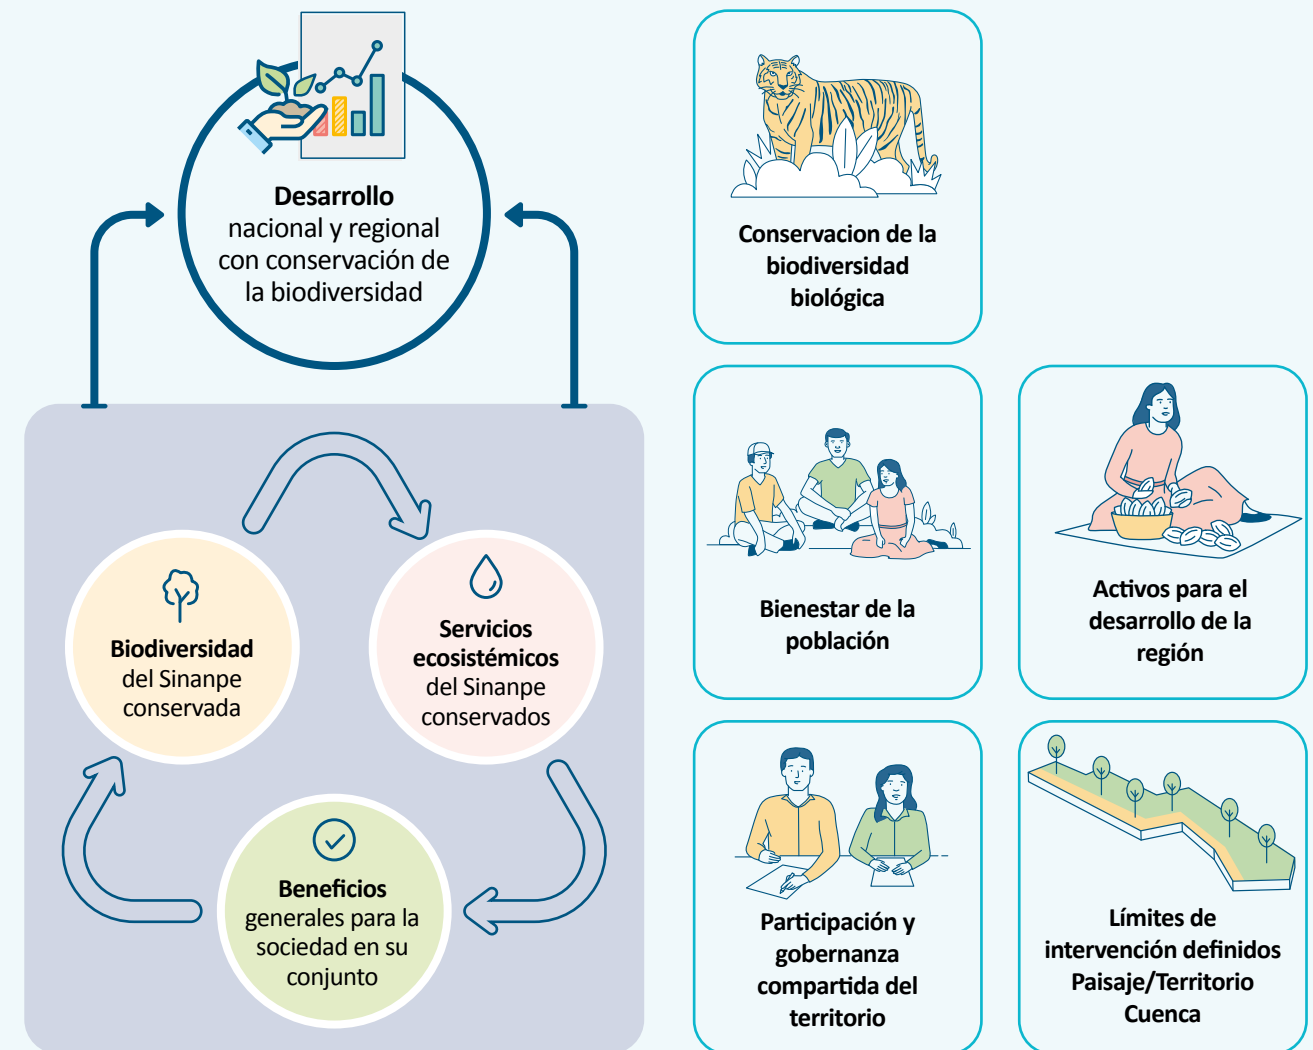 Desarrollo
nacional y regional
con conservación de
la biodiversidad
Biodiversidad
del Sinanpe
conservada
Servicios
ecosistémicos
del Sinanpe
conservados
Beneficios
generales para la
sociedad en su
conjunto
Conservacion de la
biodiversidad
biológica
Bienestar de la
población
Activos para el
desarrollo de la
región
Participación y
gobernanza
compartida del
territorio
Límites de
intervención definidos
Paisaje/Territorio
Cuenca